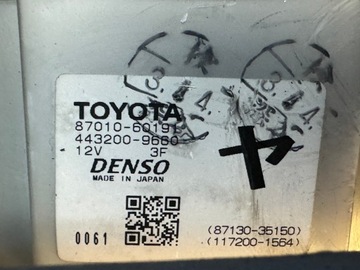 TOYOTA
87010-60191
443200-9680
12V 3F
DENSO
MADE IN JAPAN
0061
(87130-35150)
(117200-1564)